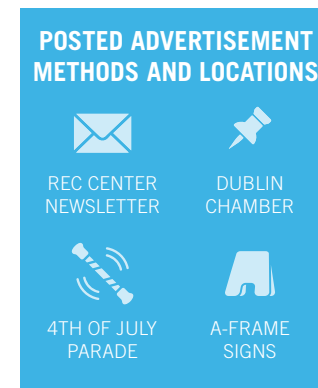 POSTED ADVERTISEMENT
METHODS AND LOCATIONS
REC CENTER
NEWSLETTER
DUBLIN
CHAMBER
4TH OF JULY
PARADE
A-FRAME
SIGNS